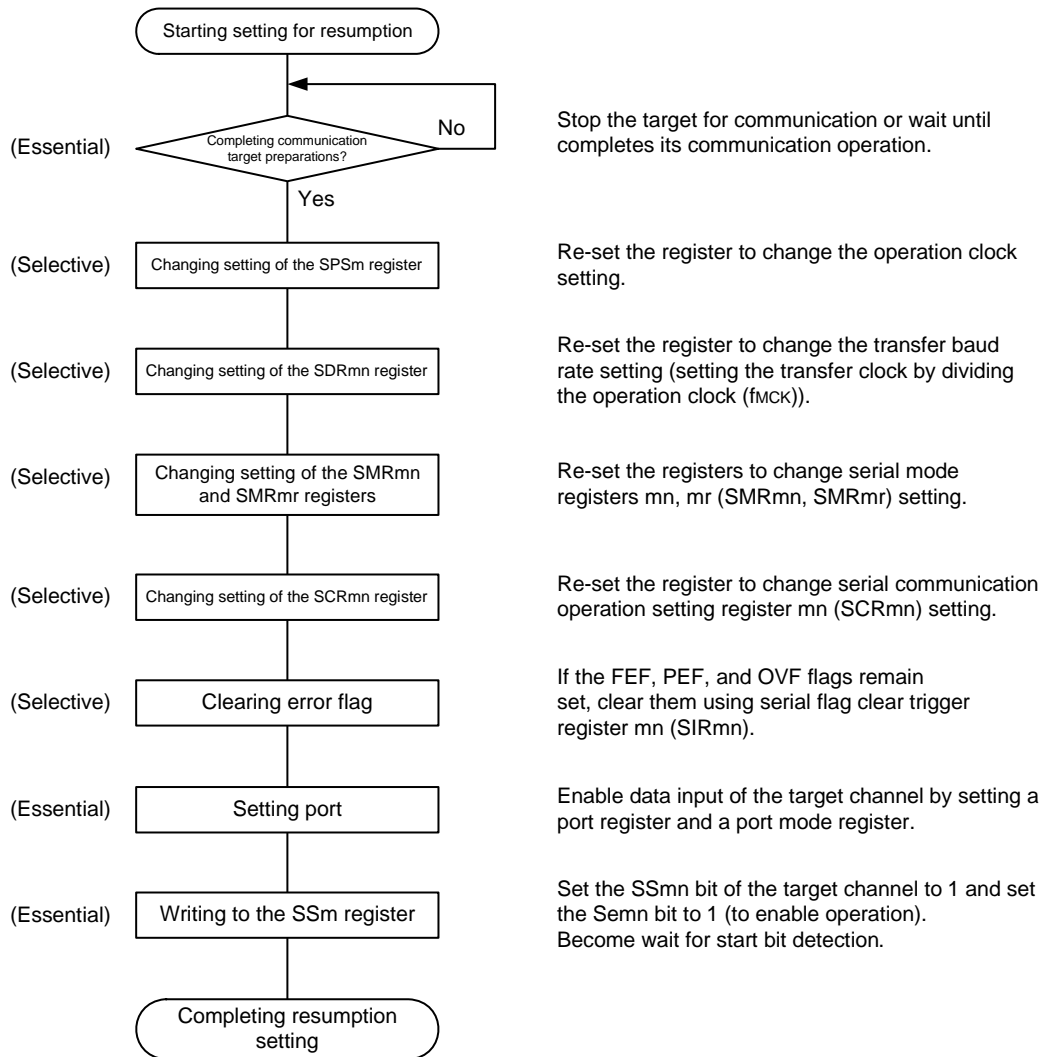 Starting setting for resumption
(Essential)
Completing communication
target preparations?
No
Stop the target for communication or wait until
completes its communication operation.
Yes
(Selective)
Changing setting of the SPSm register
Re-set the register to change the operation clock
setting.
(Selective)
Changing setting of the SDRmn register
Re-set the register to change the transfer baud
rate setting (setting the transfer clock by dividing
the operation clock (fMCK)).
(Selective)
Changing setting of the SMRmn
and SMRmr registers
Re-set the registers to change serial mode
registers mn, mr (SMRmn, SMRmr) setting.
(Selective)
Changing setting of the SCRmn register
Re-set the register to change serial communication
operation setting register mn (SCRmn) setting.
(Selective)
Clearing error flag
If the FEF, PEF, and OVF flags remain
set, clear them using serial flag clear trigger
register mn (SIRmn).
(Essential)
Setting port
Enable data input of the target channel by setting a
port register and a port mode register.
(Essential)
Writing to the SSm register
Set the SSmn bit of the target channel to 1 and set
the Semn bit to 1 (to enable operation).
Become wait for start bit detection.
Completing resumption
setting